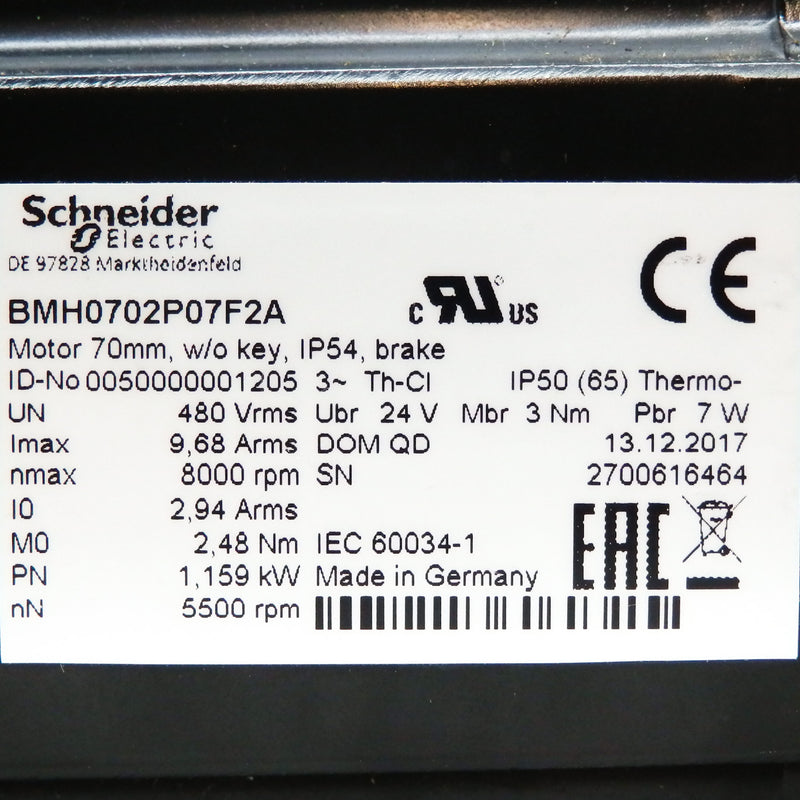 Schneider
Electric
DE 97828 Marktheidenfeld
BMH0702P07F2A
c RU US
CE
Motor 70mm, w/o key, IP54, brake
ID-No 0050000001205 3~ Th-Cl IP50 (65) Thermo-
UN 480 Vrms Ubr 24 V Mbr 3 Nm Pbr 7 W
Imax 9,68 Arms DOM QD 13.12.2017
nmax 8000 rpm SN 2700616464
I0 2,94 Arms
M0 2,48 Nm IEC 60034-1
EAC
PN 1,159 kW Made in Germany
nN 5500 rpm